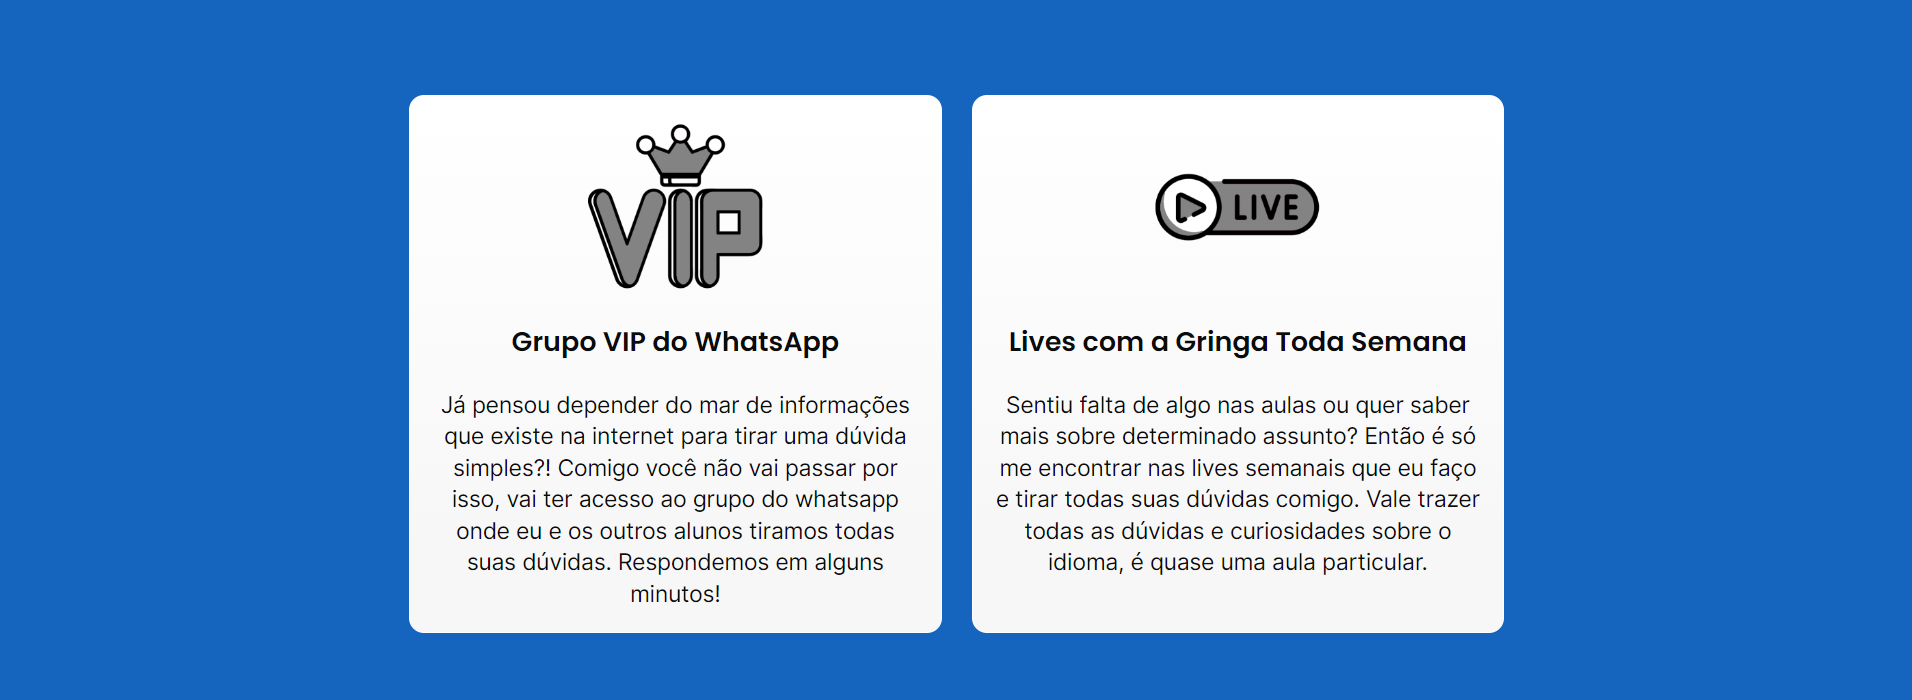 VIP
Grupo VIP do WhatsApp
Já pensou depender do mar de informações
que existe na internet para tirar uma dúvida
simples?! Comigo você não vai passar por
isso, vai ter acesso ao grupo do whatsapp
onde eu e os outros alunos tiramos todas
suas dúvidas. Respondemos em alguns
minutos!
LIVE
Lives com a Gringa Toda Semana
Sentiu falta de algo nas aulas ou quer saber
mais sobre determinado assunto? Então é só
me encontrar nas lives semanais que eu faço
e tirar todas suas dúvidas comigo. Vale trazer
todas as dúvidas e curiosidades sobre o
idioma, é quase uma aula particular.